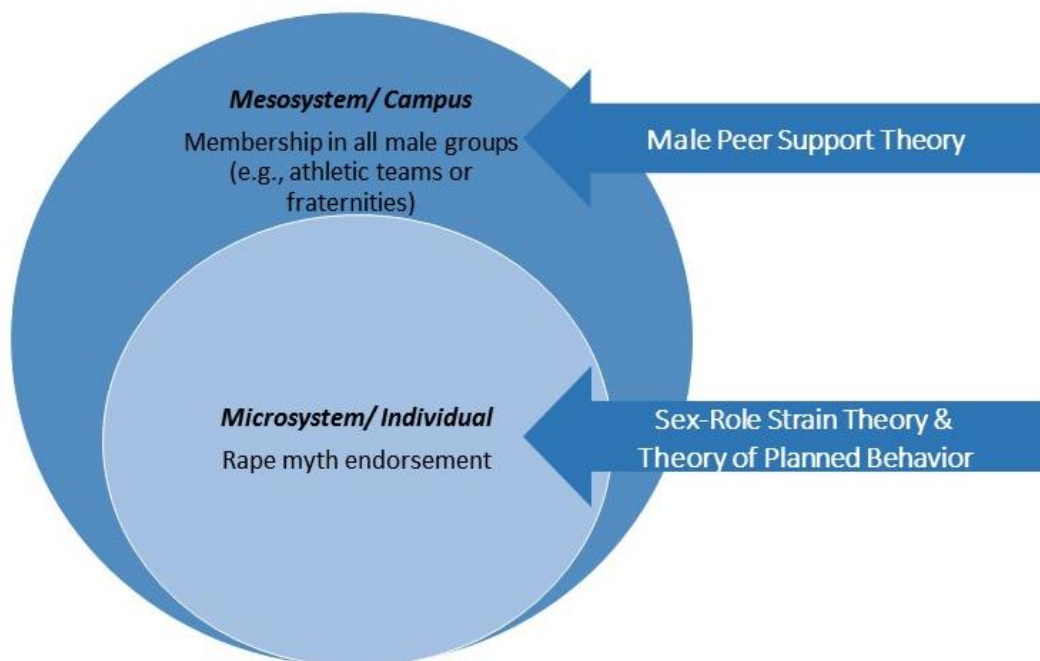 Mesosystem/ Campus
Membership in all male groups
(e.g., athletic teams or
fraternities)
Male Peer Support Theory
Microsystem/ Individual
Rape myth endorsement
Sex-Role Strain Theory &
Theory of Planned Behavior